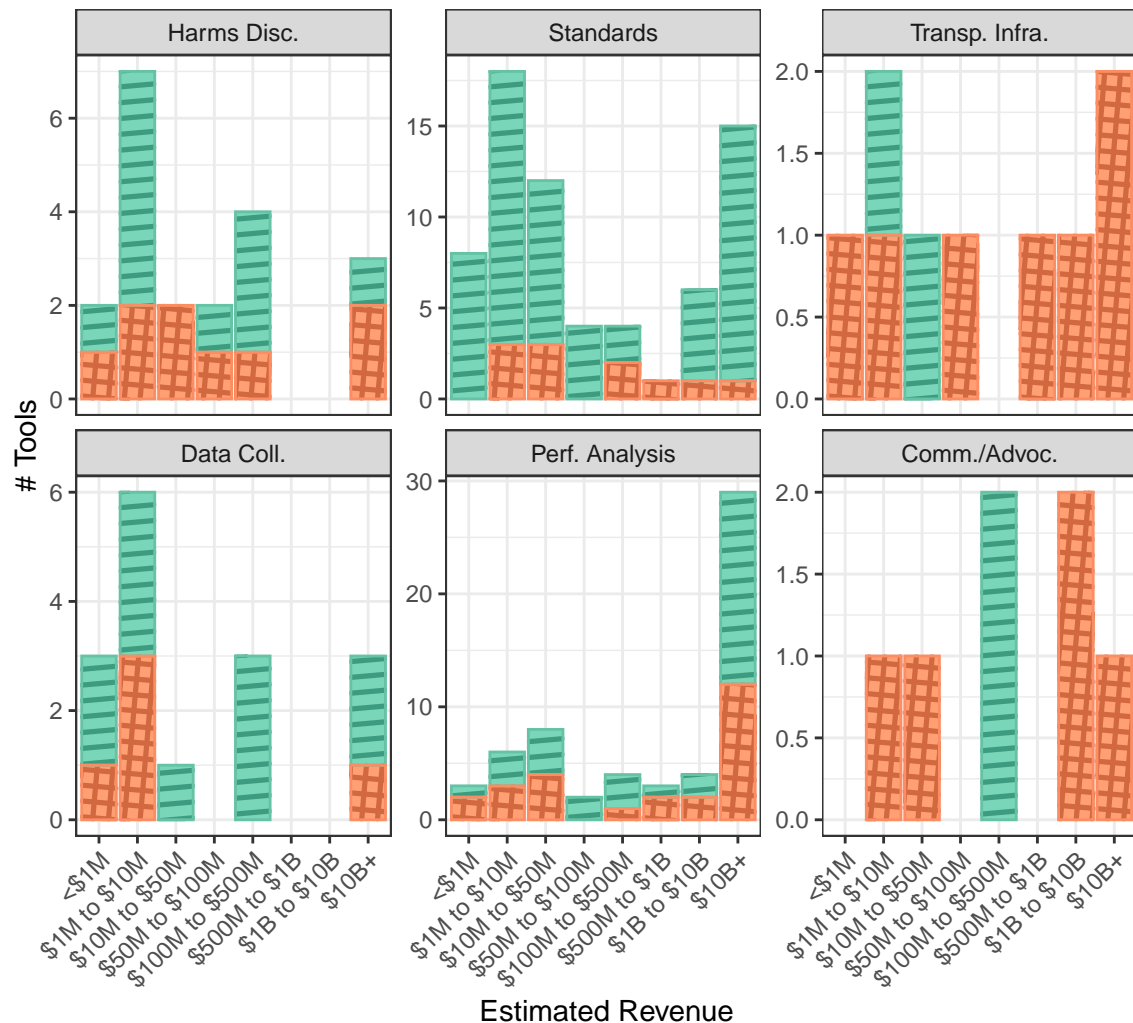 Harms Disc.
Standards
Transp. Infra.
6
4
2
0
15
10
5
0
2.0
1.5
1.0
0.5
0.0
Data Coll.
Perf. Analysis
Comm./Advoc.
6
4
2
0
30
20
10
0
2.0
1.5
1.0
0.5
0.0
# Tools
<$1M
$1M to $10M
$10M to $50M
$50M to $100M
$100M to $500M
$500M to $1B
$1B to $10B
$10B+
<$1M
$1M to $10M
$10M to $50M
$50M to $100M
$100M to $500M
$500M to $1B
$1B to $10B
$10B+
<$1M
$1M to $10M
$10M to $50M
$50M to $100M
$100M to $500M
$500M to $1B
$1B to $10B
$10B+
Estimated Revenue